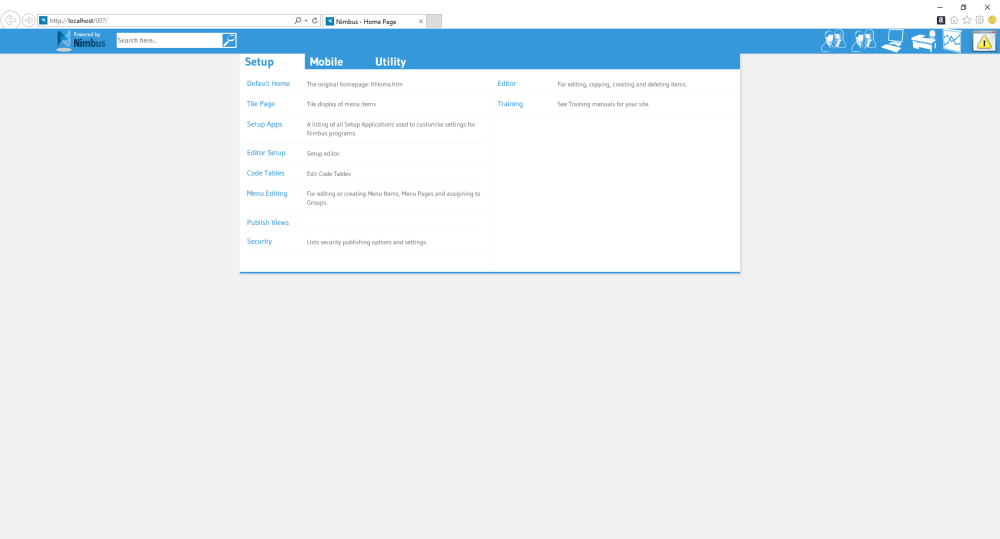 http://localhost/007/
Nimbus - Home Page
Powered by
Nimbus
Search here...
Setup
Mobile
Utility
Default Home
The original homepage: frHome.htm
Tile Page
Tile display of menu items
Setup Apps
A listing of all Setup Applications used to customise settings for
Nimbus programs.
Editor Setup
Setup editor.
Code Tables
Edit Code Tables
Menu Editing
For editing or creating Menu Items, Menu Pages and assigining to
Groups.
Publish Views
Security
Lists security publishing options and settings.
Editor
For editing, copying, creating and deleting items.
Training
See Training manuals for your site.